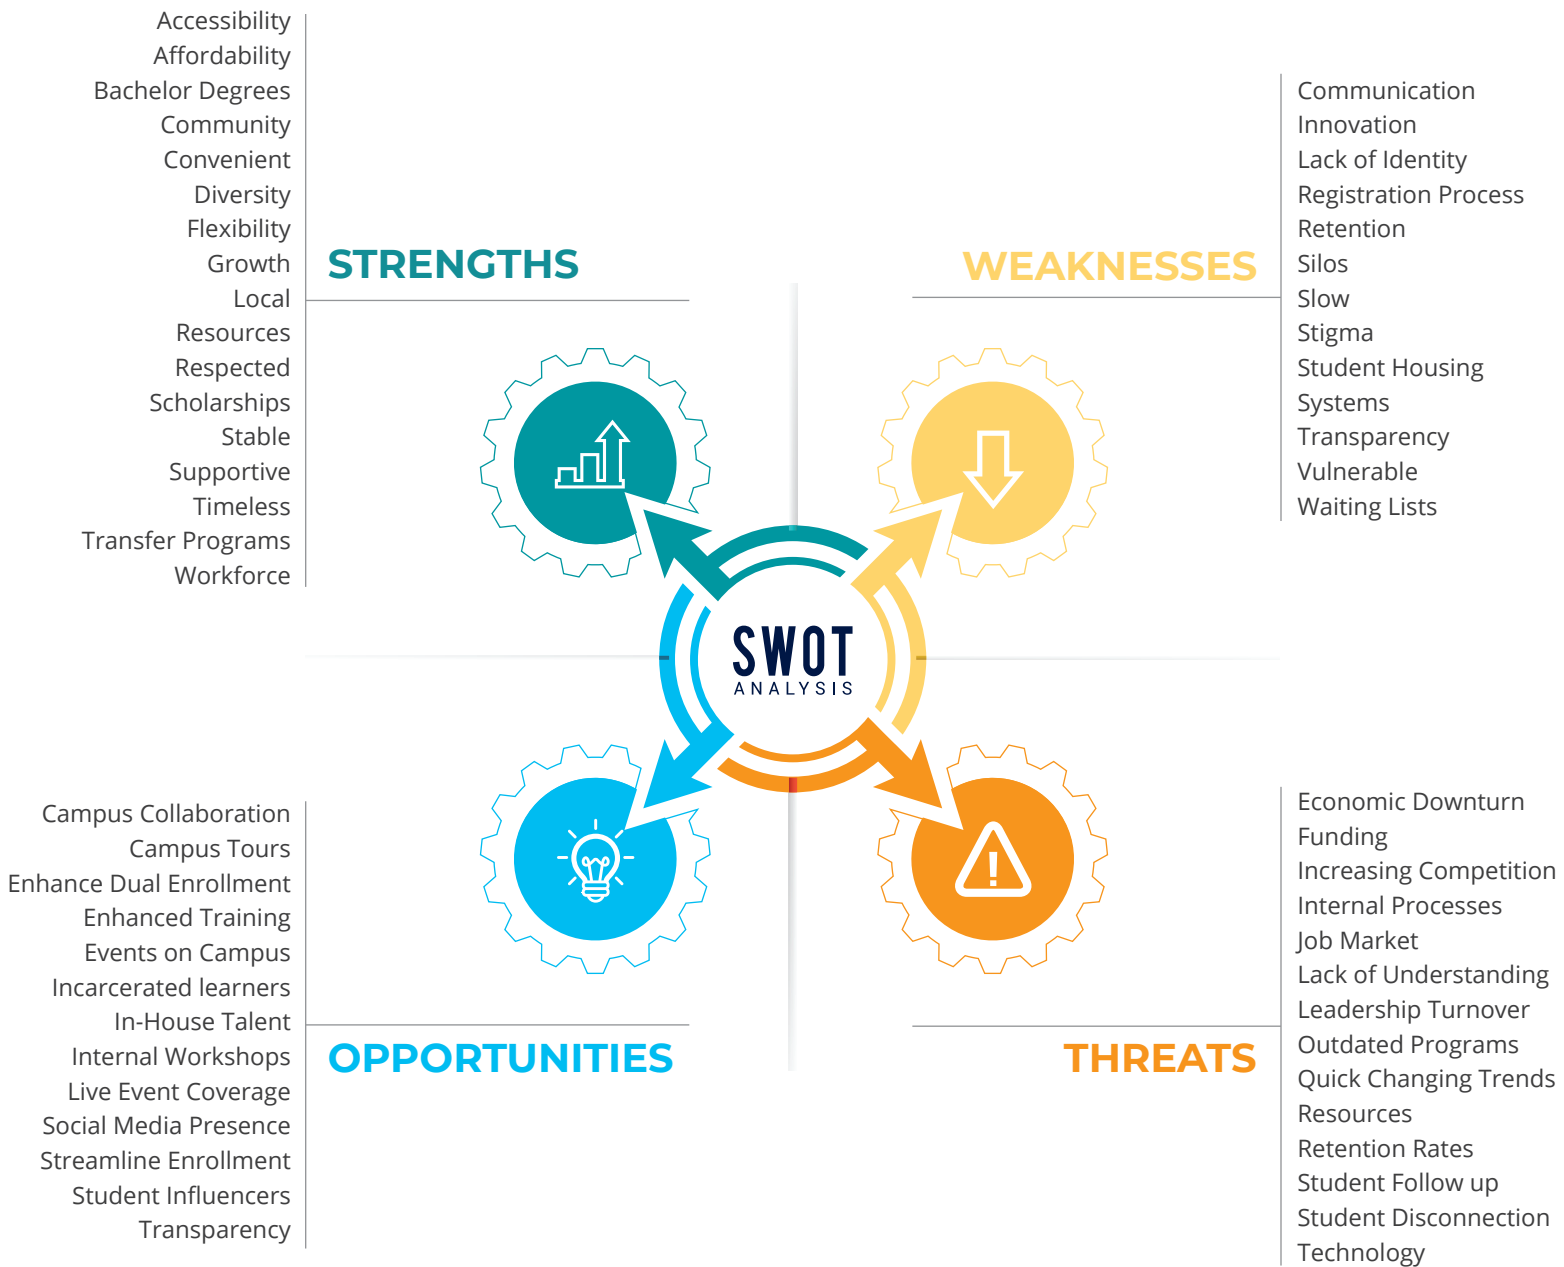 Accessibility
Affordability
Bachelor Degrees
Community
Convenient
Diversity
Flexibility
Growth
Local
Resources
Respected
Scholarships
Stable
Supportive
Timeless
Transfer Programs
Workforce
STRENGTHS
WEAKNESSES
Communication
Innovation
Lack of Identity
Registration Process
Retention
Silos
Slow
Stigma
Student Housing
Systems
Transparency
Vulnerable
Waiting Lists
SWOT
ANALYSIS
Campus Collaboration
Campus Tours
Enhance Dual Enrollment
Enhanced Training
Events on Campus
Incarcerated learners
In-House Talent
Internal Workshops
Live Event Coverage
Social Media Presence
Streamline Enrollment
Student Influencers
Transparency
OPPORTUNITIES
THREATS
Economic Downturn
Funding
Increasing Competition
Internal Processes
Job Market
Lack of Understanding
Leadership Turnover
Outdated Programs
Quick Changing Trends
Resources
Retention Rates
Student Follow up
Student Disconnection
Technology